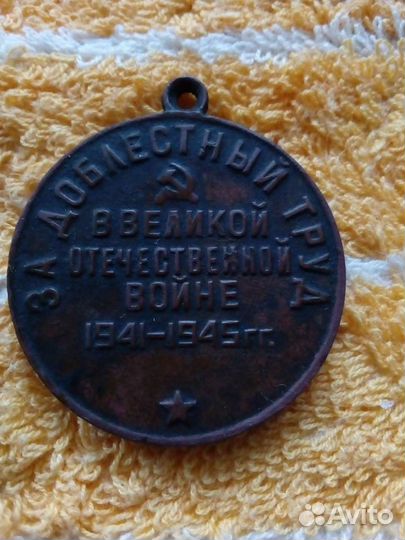 ЗА ДОБЛЕСТНЫЙ ТРУД
В ВЕЛИКОЙ
ОТЕЧЕСТВЕННОЙ
ВОЙНЕ
1941–1945 гг.
Avito